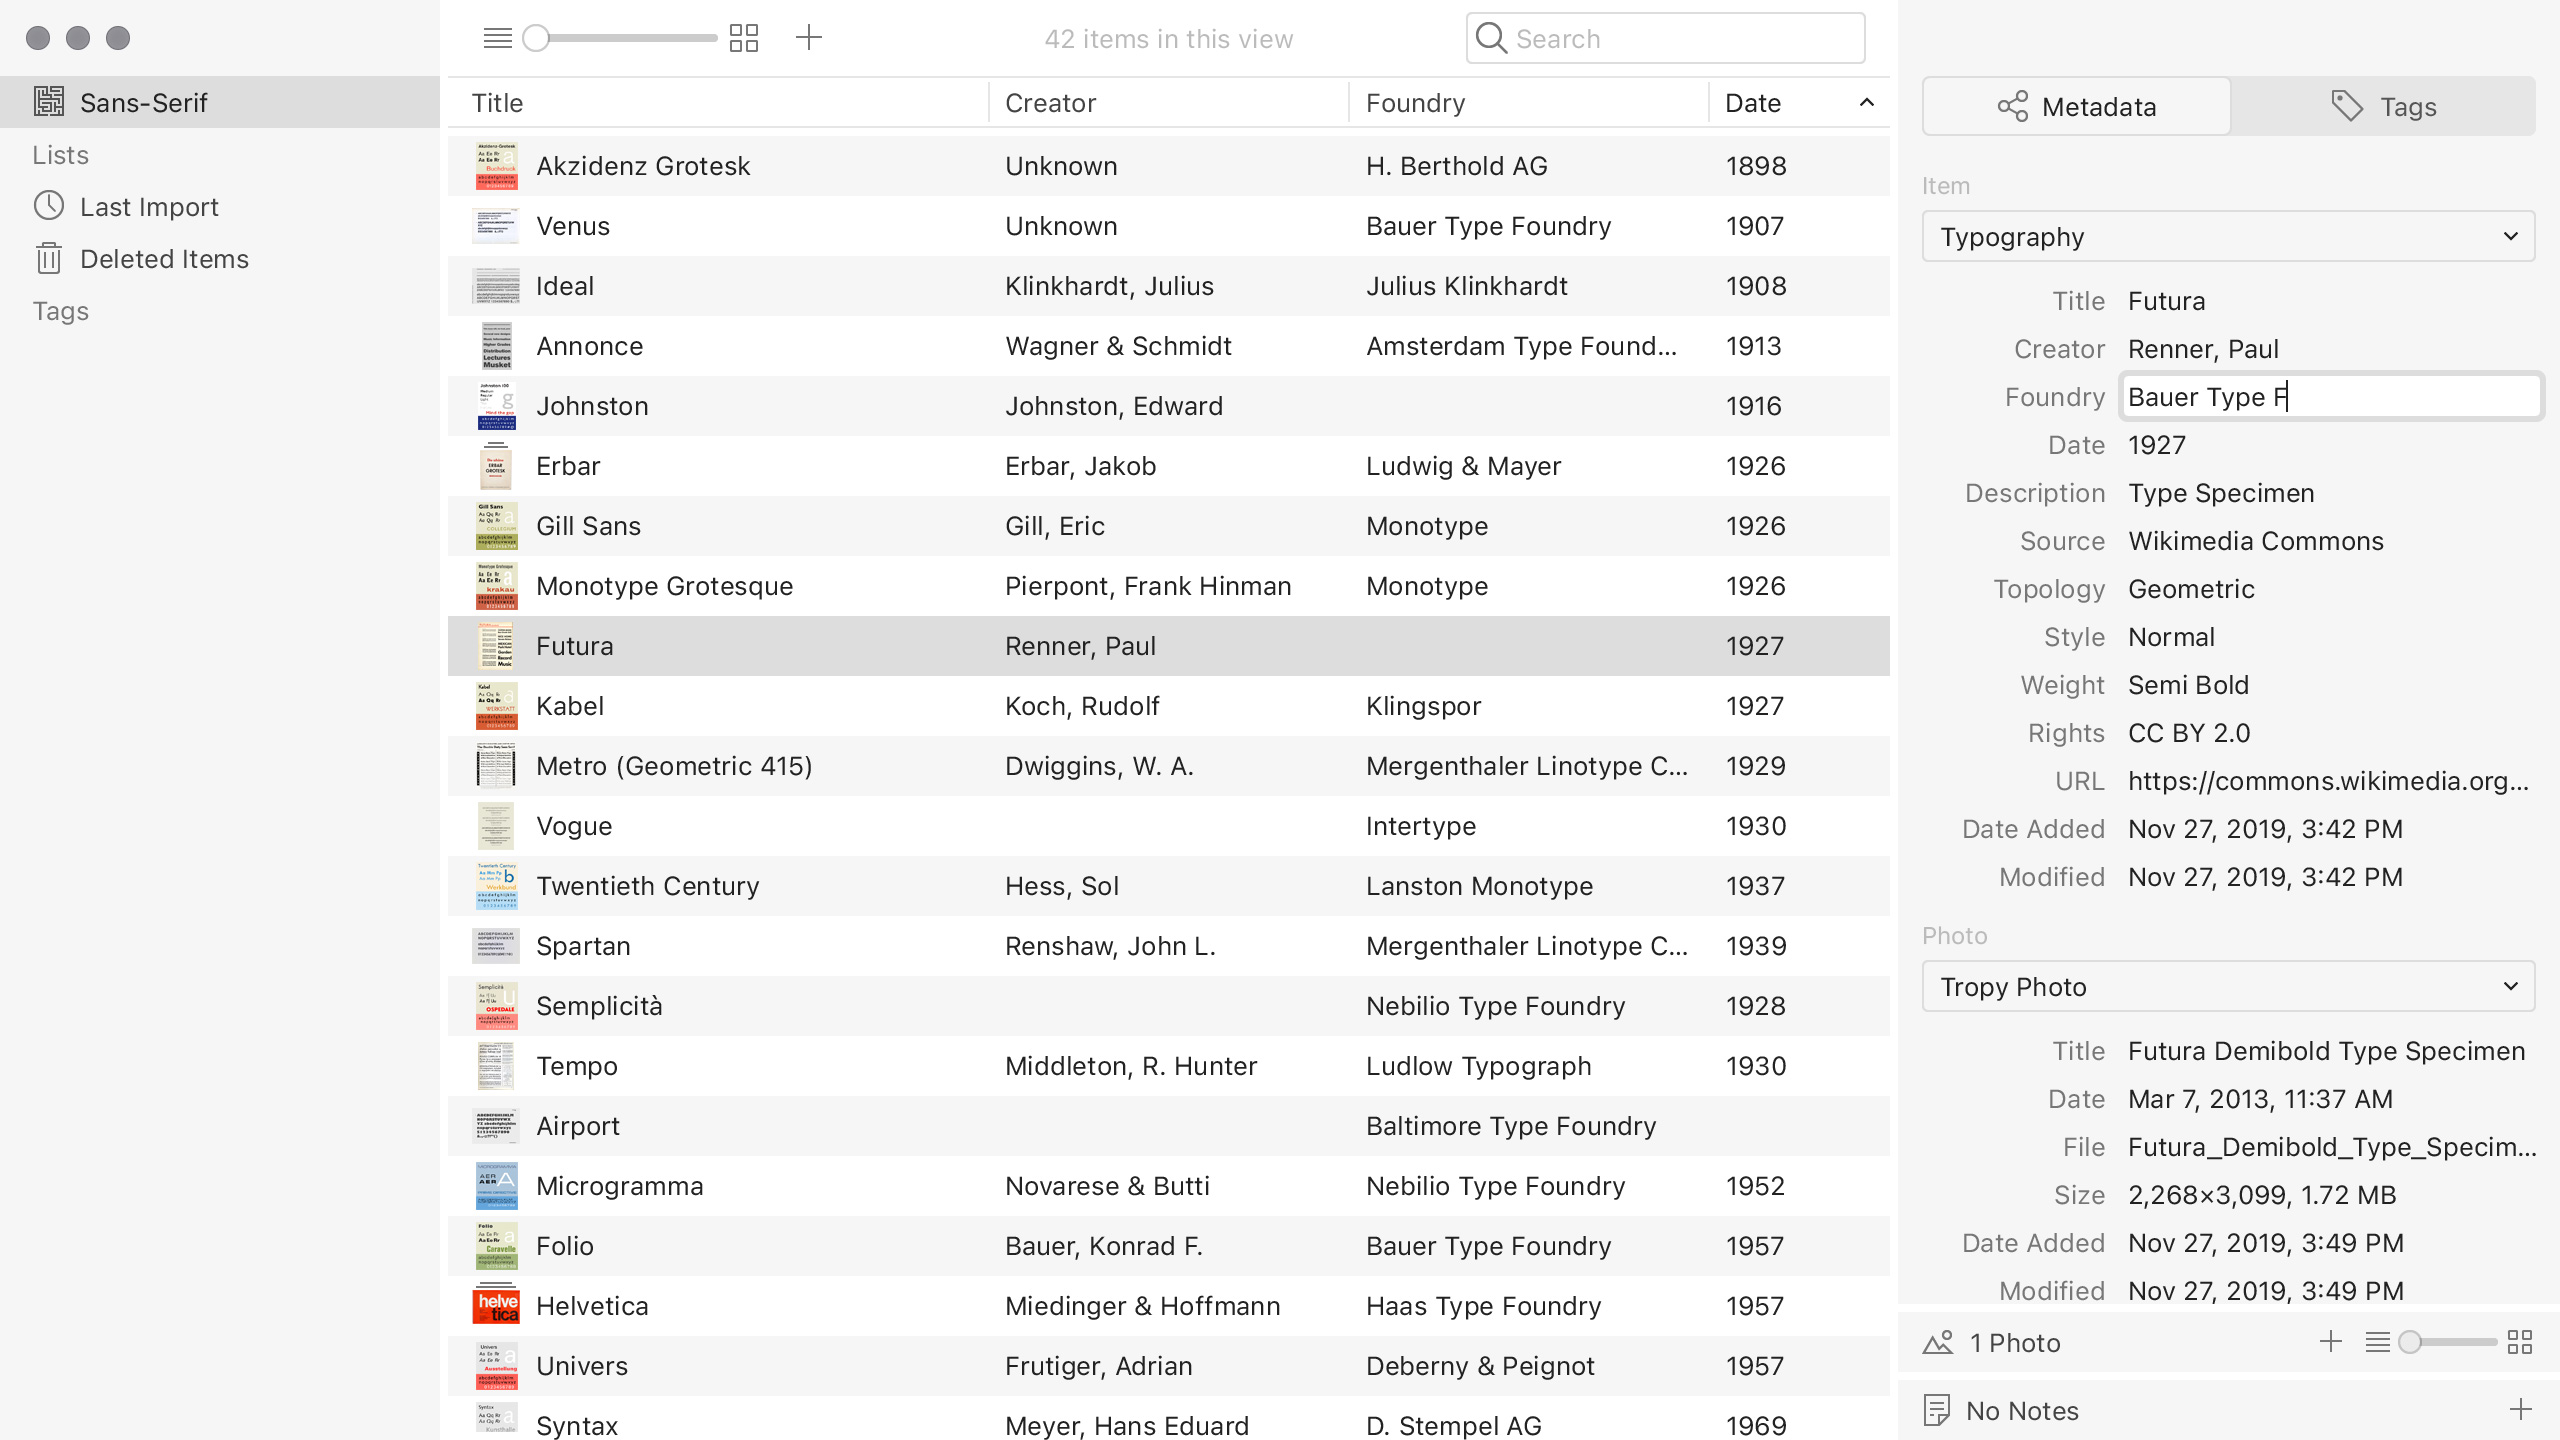 42 items in this view
Search
Sans-Serif
Lists
Last Import
Deleted Items
Tags
Title Creator Foundry Date
Akzidenz Grotesk Unknown H. Berthold AG 1898
Venus Unknown Bauer Type Foundry 1907
Ideal Klinkhardt, Julius Julius Klinkhardt 1908
Annonce Wagner & Schmidt Amsterdam Type Found... 1913
Johnston Johnston, Edward 1916
Erbar Erbar, Jakob Ludwig & Mayer 1926
Gill Sans Gill, Eric Monotype 1926
Monotype Grotesque Pierpont, Frank Hinman Monotype 1926
Futura Renner, Paul 1927
Kabel Koch, Rudolf Klingspor 1927
Metro (Geometric 415) Dwiggins, W. A. Mergenthaler Linotype C... 1929
Vogue Intertype 1930
Twentieth Century Hess, Sol Lanston Monotype 1937
Spartan Renshaw, John L. Mergenthaler Linotype C... 1939
Semplicità Nebilio Type Foundry 1928
Tempo Middleton, R. Hunter Ludlow Typograph 1930
Airport Baltimore Type Foundry
Microgramma Novarese & Butti Nebilio Type Foundry 1952
Folio Bauer, Konrad F. Bauer Type Foundry 1957
helvetica
Helvetica Miedinger & Hoffmann Haas Type Foundry 1957
Univers Frutiger, Adrian Deberny & Peignot 1957
Syntax Meyer, Hans Eduard D. Stempel AG 1969
Metadata Tags
Item
Typography
Title Futura
Creator Renner, Paul
Foundry Bauer Type F
Date 1927
Description Type Specimen
Source Wikimedia Commons
Topology Geometric
Style Normal
Weight Semi Bold
Rights CC BY 2.0
URL https://commons.wikimedia.org...
Date Added Nov 27, 2019, 3:42 PM
Modified Nov 27, 2019, 3:42 PM
Photo
Tropy Photo
Title Futura Demibold Type Specimen
Date Mar 7, 2013, 11:37 AM
File Futura_Demibold_Type_Specim...
Size 2,268×3,099, 1.72 MB
Date Added Nov 27, 2019, 3:49 PM
Modified Nov 27, 2019, 3:49 PM
1 Photo
No Notes